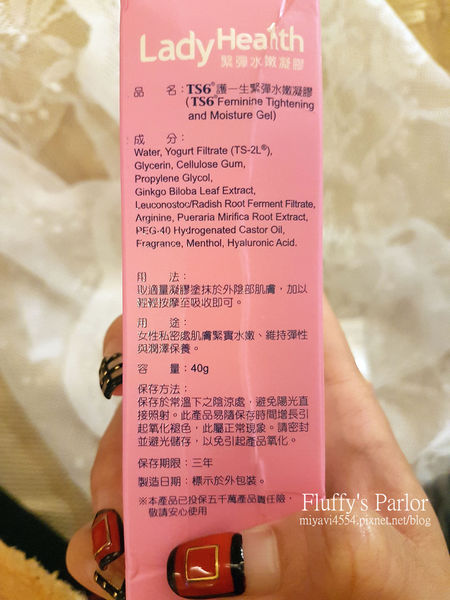 Lady Health
緊彈水嫩凝膠
品 名：TS6®護一生緊彈水嫩凝膠
(TS6®Feminine Tightening
and Moisture Gel)
成 分：
Water, Yogurt Filtrate (TS-2L®),
Glycerin, Cellulose Gum,
Propylene Glycol,
Ginkgo Biloba Leaf Extract,
Leuconostoc/Radish Root Ferment Filtrate,
Arginine, Pueraria Mirifica Root Extract,
PEG-40 Hydrogenated Castor Oil,
Fragrance, Menthol, Hyaluronic Acid.
用 法：
取適量凝膠塗抹於外陰部肌膚，加以
輕輕按摩至吸收即可。
用 途：
女性私密處肌膚緊實水嫩、維持彈性
與潤澤保養。
容 量：40g
保存方法：
保存於常溫下之陰涼處，避免陽光直
接照射。此產品易隨保存時間增長引
起氧化褪色，此屬正常現象。請密封
並避光儲存，以免引起產品氧化。
保存期限：三年
製造日期：標示於外包裝。
※本產品已投保五千萬產品責任險，
敬請安心使用
Fluffy's Parlor
miyavi4554.pixnet.net/blog